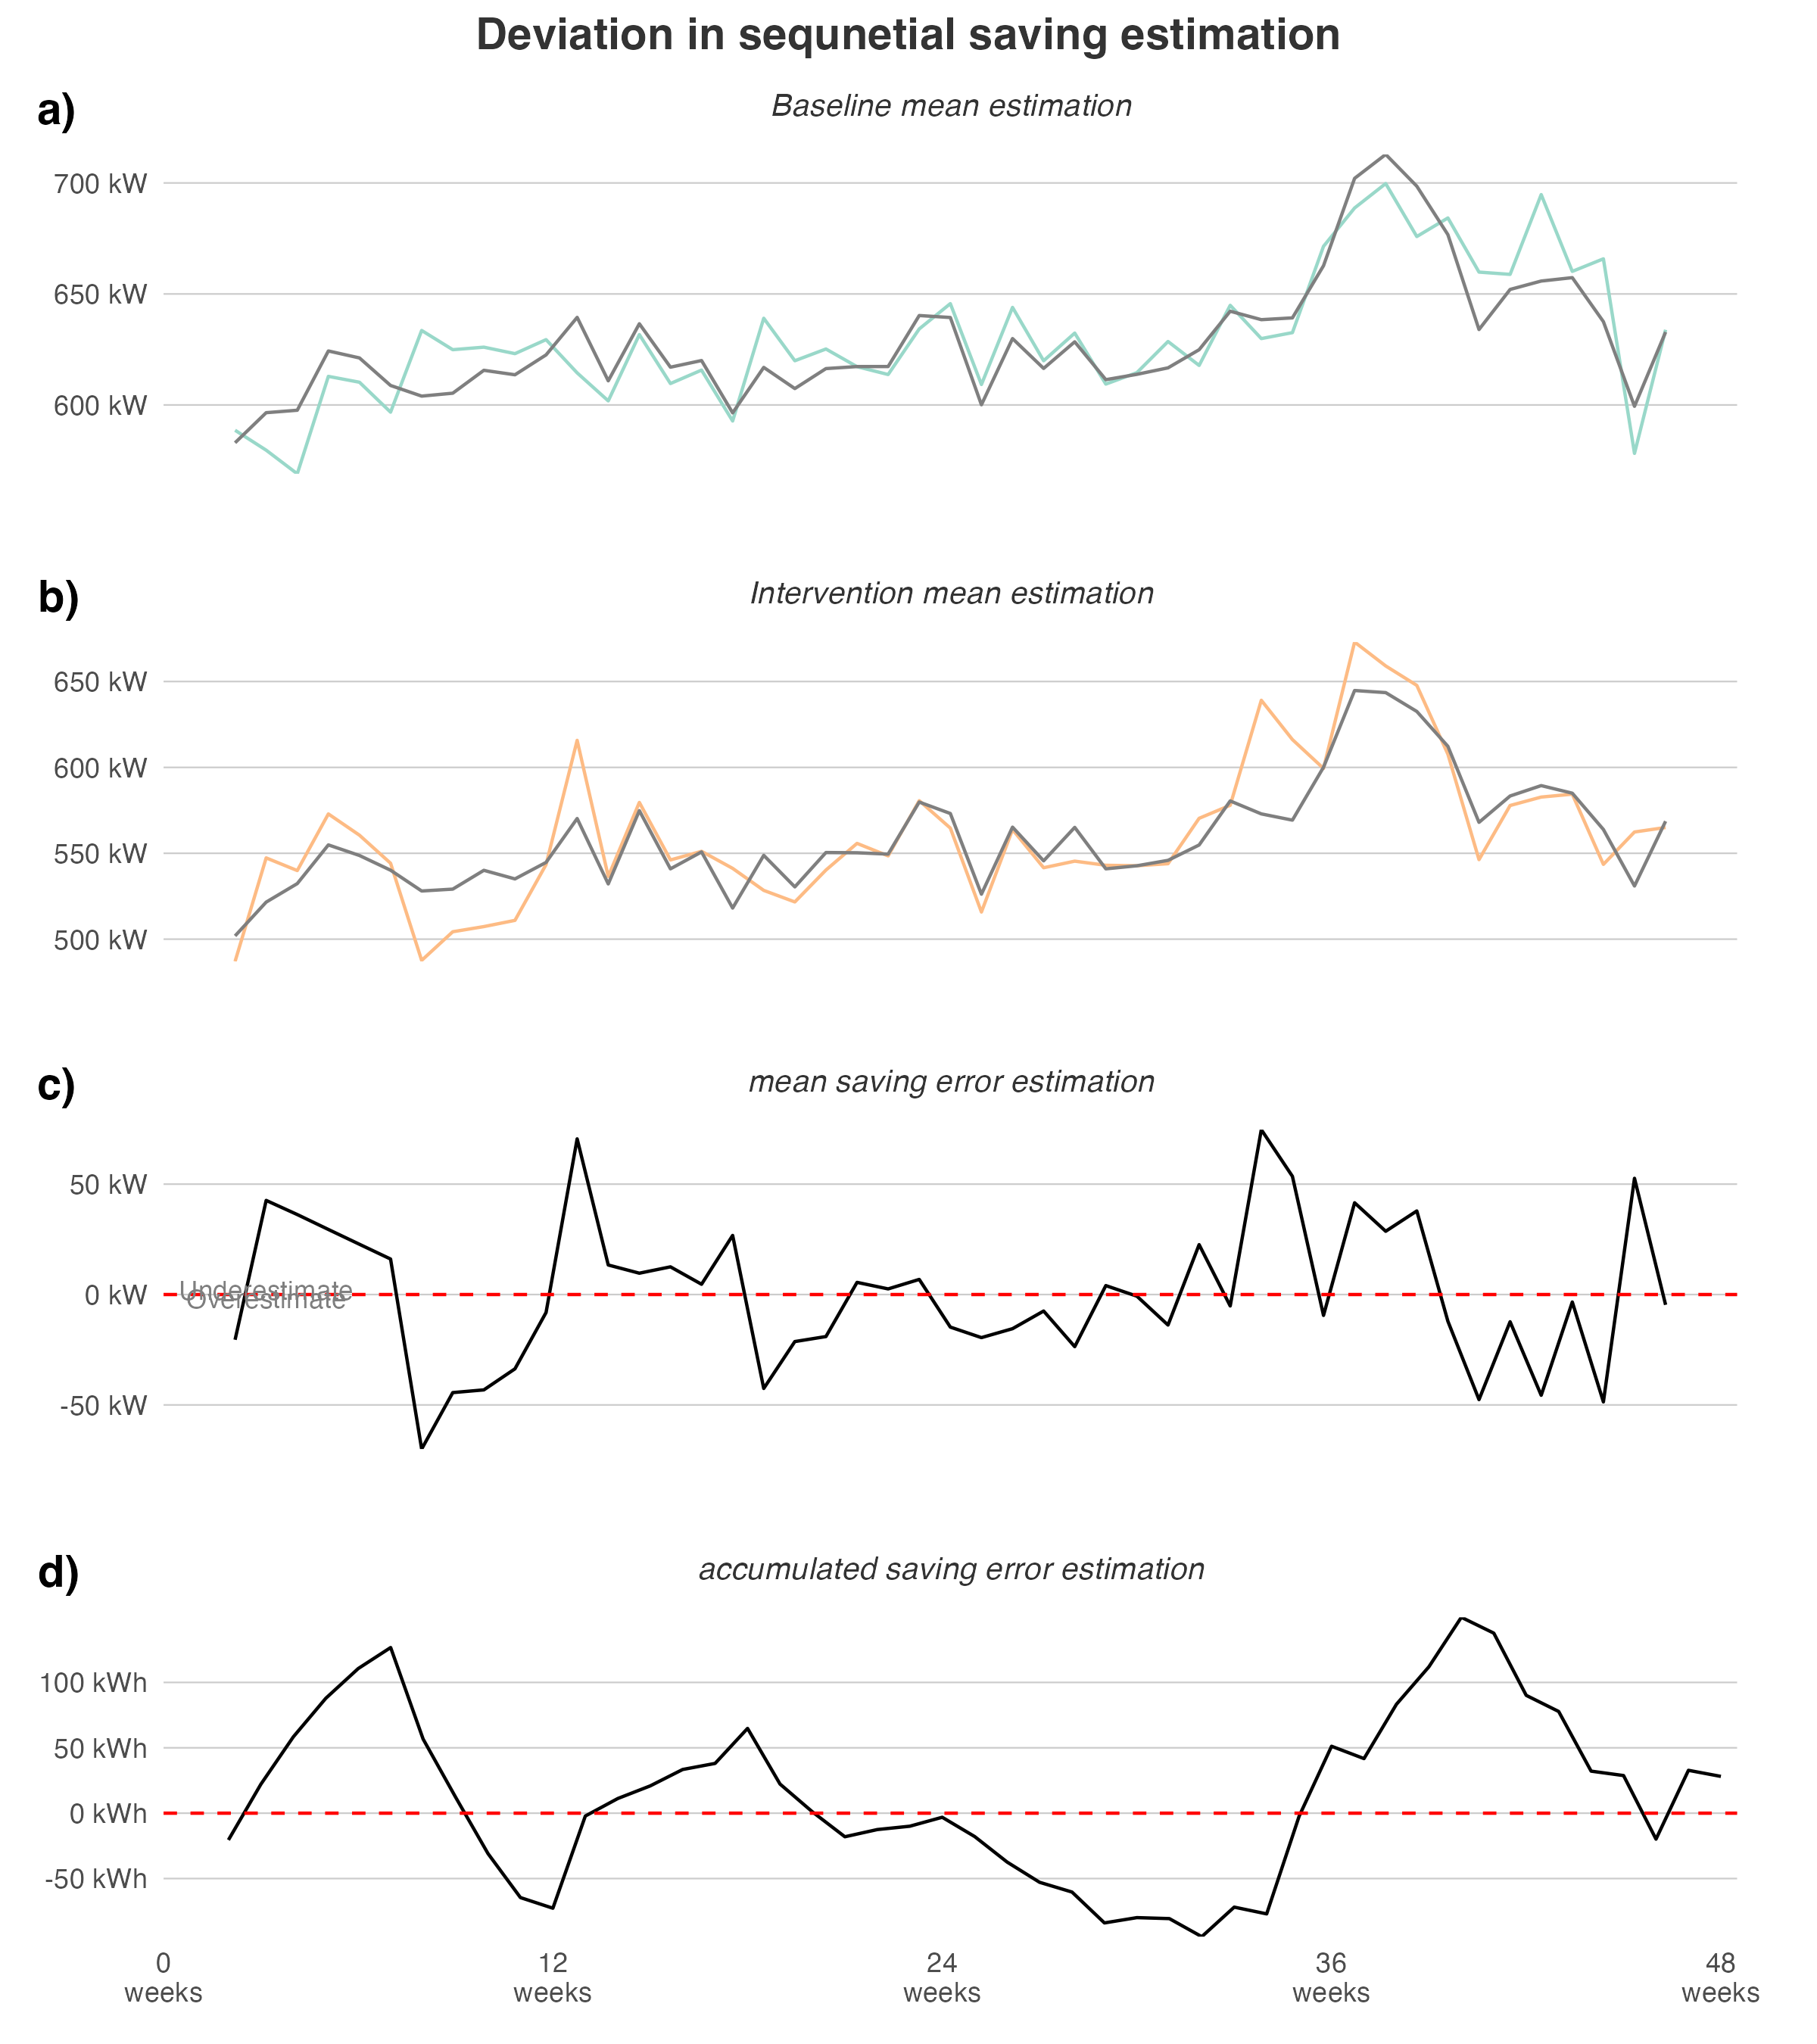 Deviation in sequnetial saving estimation
a)
Baseline mean estimation
700 kW
650 kW
600 kW
b)
Intervention mean estimation
650 kW
600 kW
550 kW
500 kW
c)
mean saving error estimation
50 kW
0 kW
-50 kW
Underestimate
Overestimate
d)
accumulated saving error estimation
100 kWh
50 kWh
0 kWh
-50 kWh
0 12 24 36 48
weeks weeks weeks weeks weeks